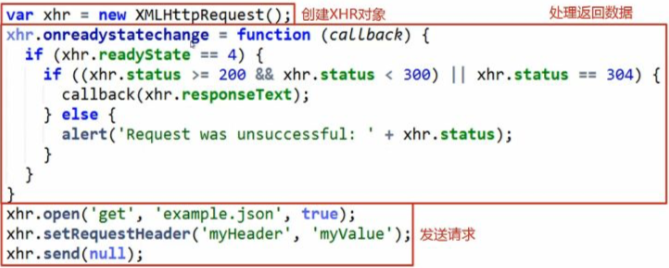 var xhr = new XMLHttpRequest(); 创建XHR对象 处理返回数据
xhr.onreadystatechange = function (callback) {
if (xhr.readyState == 4) {
if ((xhr.status >= 200 && xhr.status < 300) || xhr.status == 304) {
callback(xhr.responseText);
} else {
alert('Request was unsuccessful: ' + xhr.status);
}
}
}
xhr.open('get', 'example.json', true);
xhr.setRequestHeader('myHeader', 'myValue'); 发送请求
xhr.send(null);